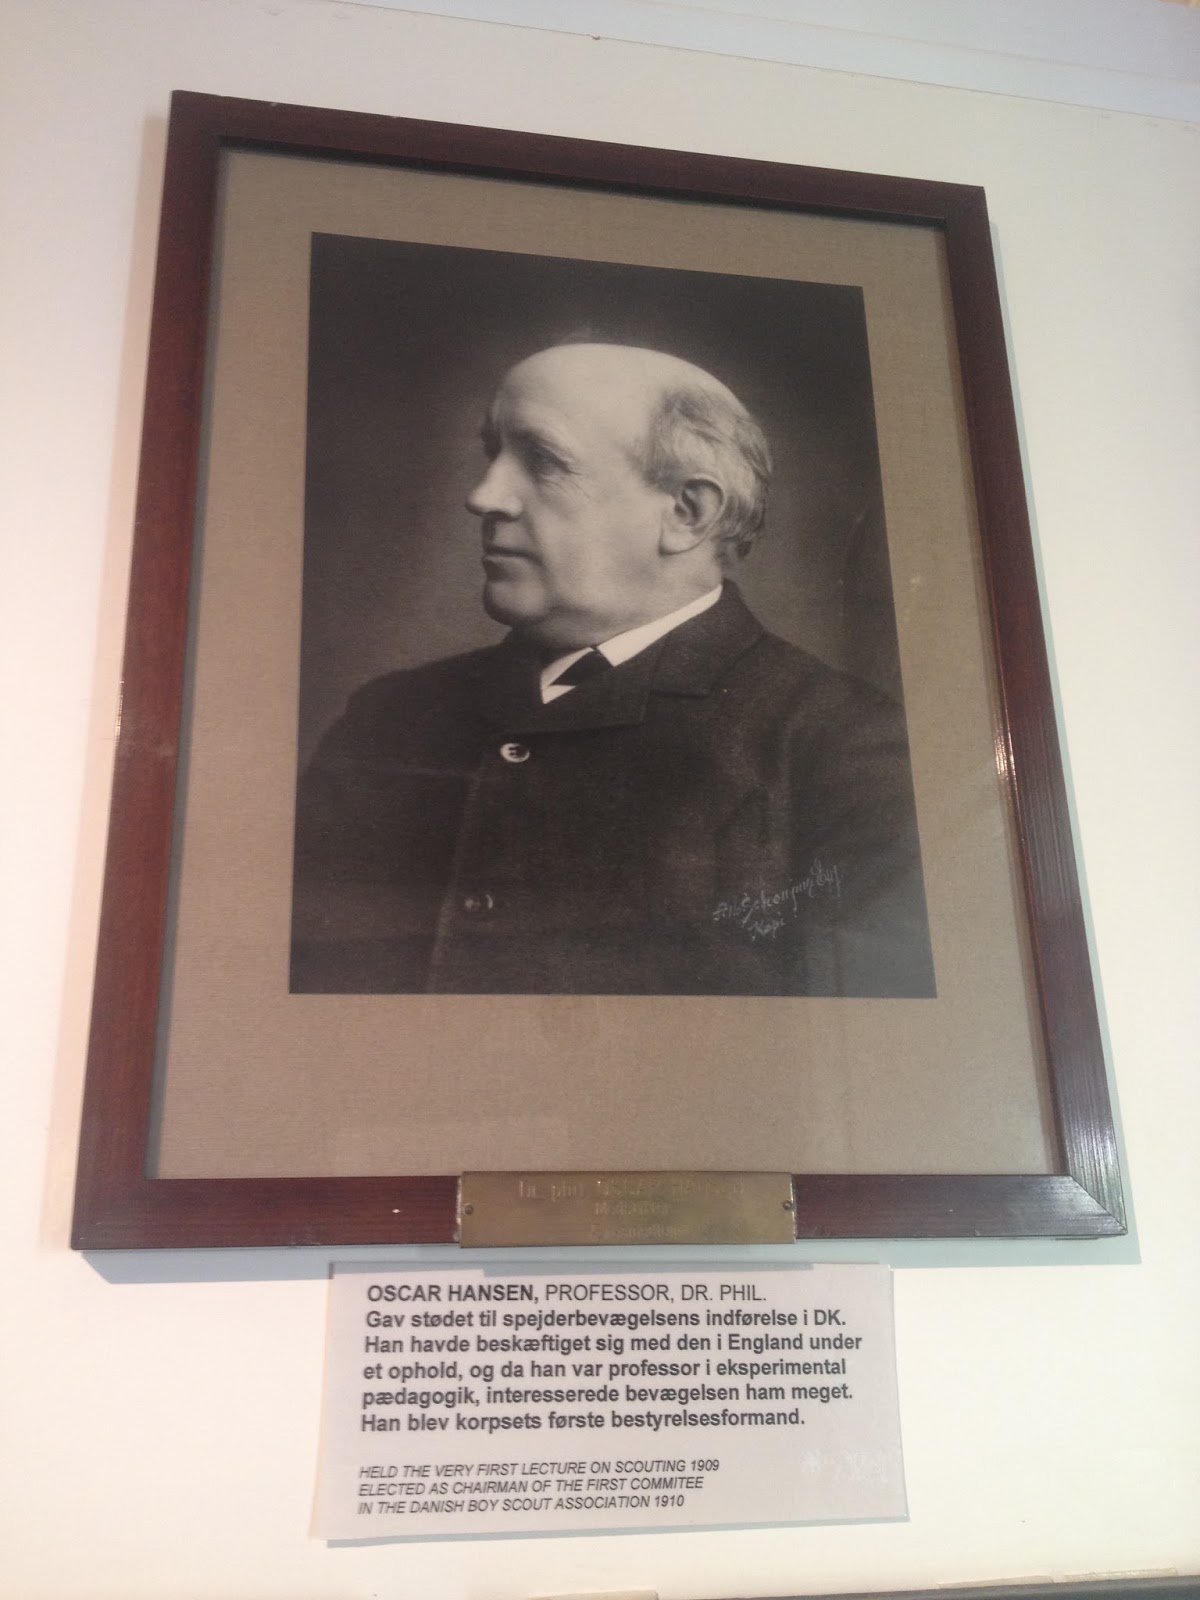 Dr. phil.
OSCAR HANSEN, PROFESSOR, DR. PHIL.
Gav stødet til spejderbevægelsens indførelse i DK.
Han havde beskæftiget sig med den i England under
et ophold, og da han var professor i eksperimental
pædagogik, interesserede bevægelsen ham meget.
Han blev korpsets første bestyrelsesformand.
HELD THE VERY FIRST LECTURE ON SCOUTING 1909
ELECTED AS CHAIRMAN OF THE FIRST COMMITEE
IN THE DANISH BOY SCOUT ASSOCIATION 1910